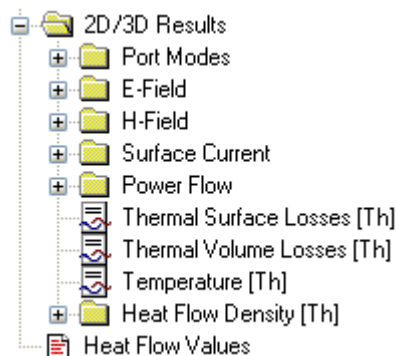 2D/3D Results
Port Modes
E-Field
H-Field
Surface Current
Power Flow
Thermal Surface Losses [Th]
Thermal Volume Losses [Th]
Temperature [Th]
Heat Flow Density [Th]
Heat Flow Values